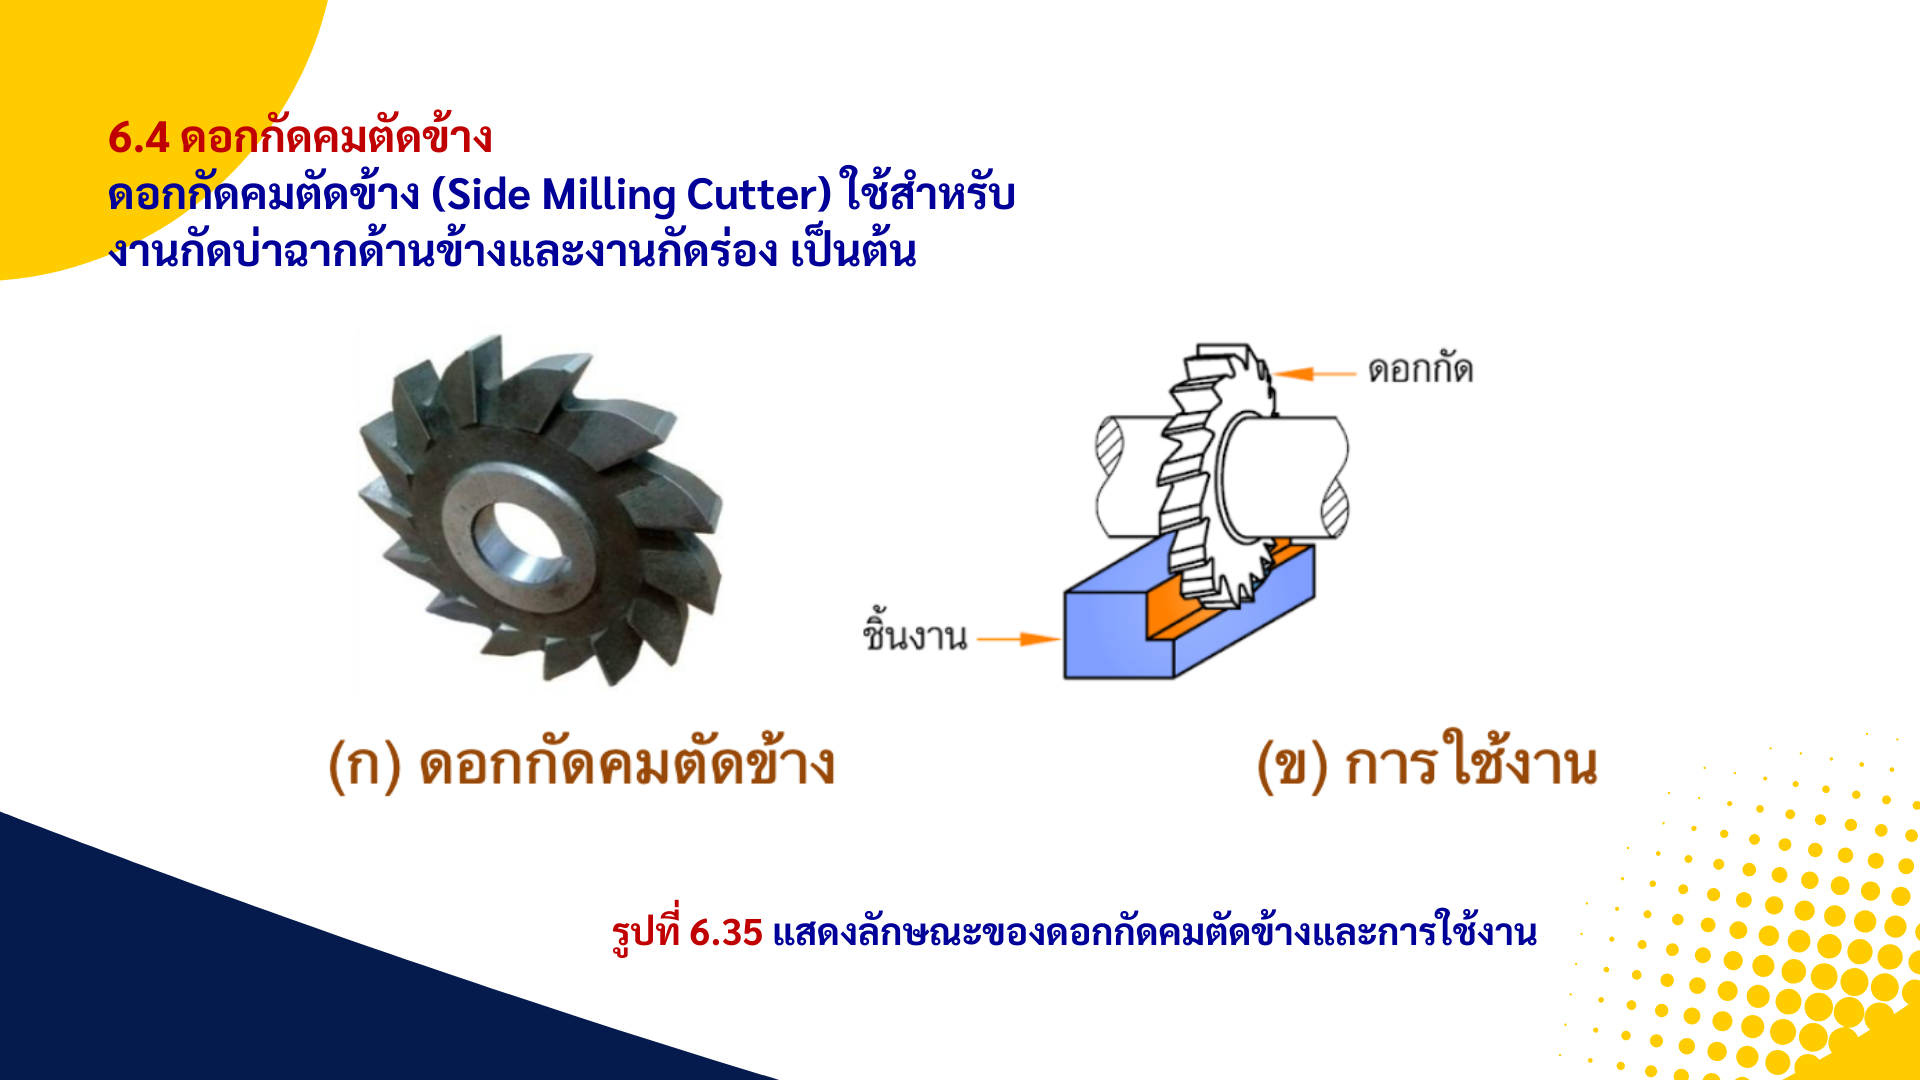 6.4 ดอกกัดคมตัดข้าง
ดอกกัดคมตัดข้าง (Side Milling Cutter) ใช้สำหรับ
งานกัดบ่าฉากด้านข้างและงานกัดร่อง เป็นต้น
ดอกกัด
ชิ้นงาน
(ก) ดอกกัดคมตัดข้าง
(ข) การใช้งาน
รูปที่ 6.35 แสดงลักษณะของดอกกัดคมตัดข้างและการใช้งาน